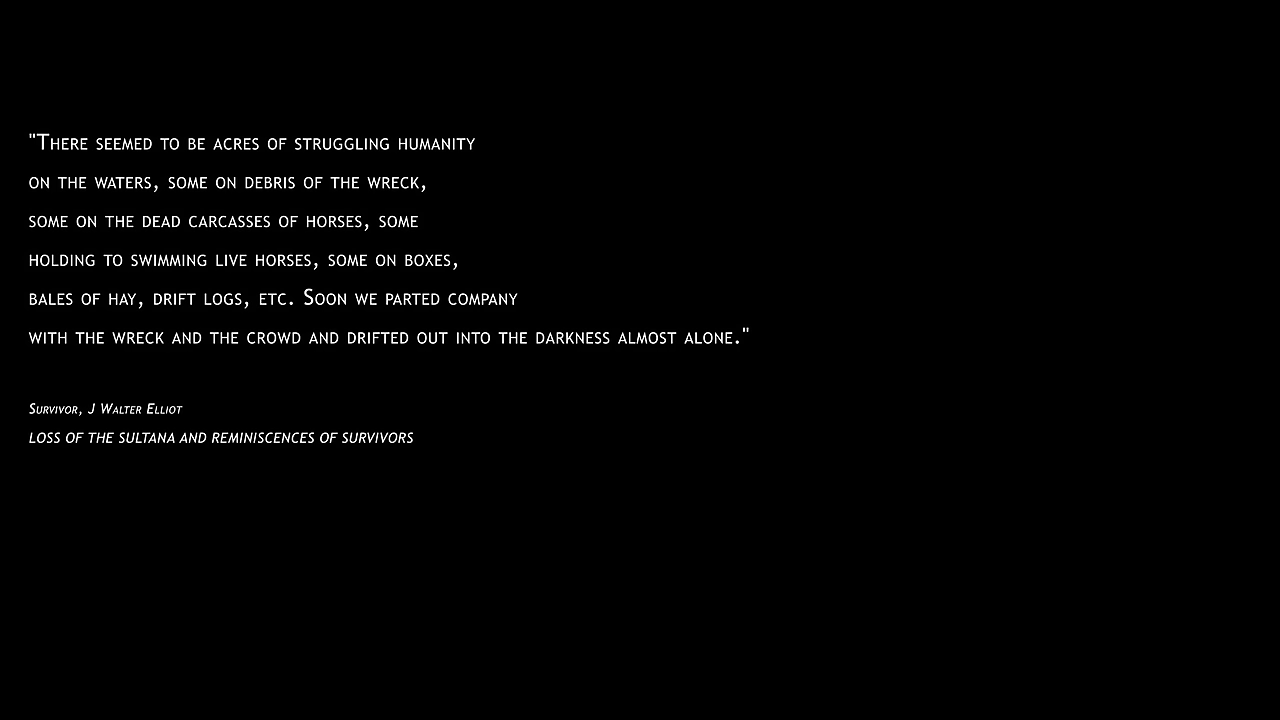 "There seemed to be acres of struggling humanity
on the waters, some on debris of the wreck,
some on the dead carcasses of horses, some
holding to swimming live horses, some on boxes,
bales of hay, drift logs, etc. Soon we parted company
with the wreck and the crowd and drifted out into the darkness almost alone."
Survivor, J Walter Elliot
LOSS OF THE SULTANA AND REMINISCENCES OF SURVIVORS